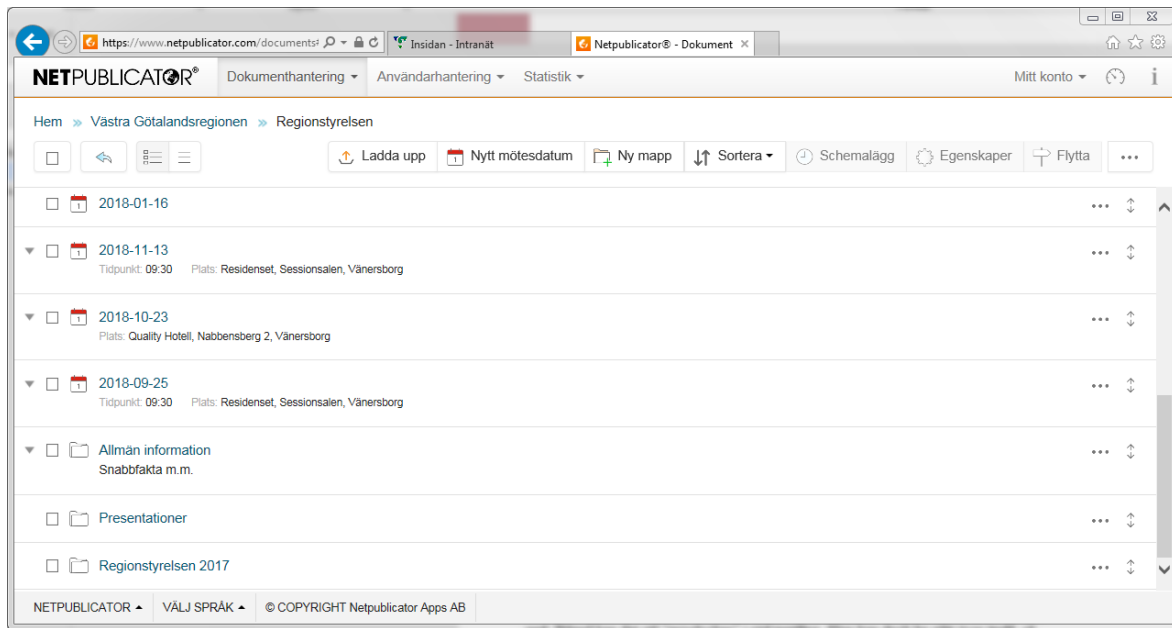 https://www.netpublicator.com/documents
Insidan - Intranät
Netpublicator® - Dokument
NETPUBLICATOR® Dokumenthantering Användarhantering Statistik Mitt konto
Hem » Västra Götalandsregionen » Regionstyrelsen
Ladda upp Nytt mötesdatum Ny mapp Sortera Schemalägg Egenskaper Flytta
2018-01-16
2018-11-13
Tidpunkt: 09:30 Plats: Residenset, Sessionsalen, Vänersborg
2018-10-23
Plats: Quality Hotell, Nabbensberg 2, Vänersborg
2018-09-25
Tidpunkt: 09:30 Plats: Residenset, Sessionsalen, Vänersborg
Allmän information
Snabbfakta m.m.
Presentationer
Regionstyrelsen 2017
NETPUBLICATOR VÄLJ SPRÅK © COPYRIGHT Netpublicator Apps AB